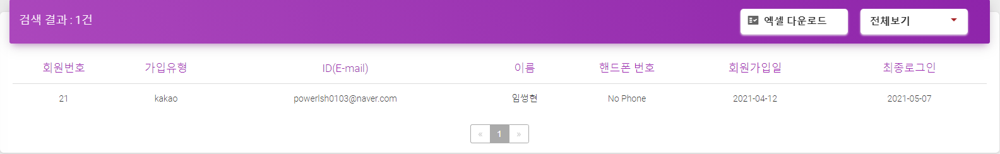 검색 결과 : 1건
엑셀 다운로드 전체보기
회원번호 가입유형 ID(E-mail) 이름 핸드폰 번호 회원가입일 최종로그인
21 kakao powerlsh0103@naver.com 임썽현 No Phone 2021-04-12 2021-05-07
« 1 »